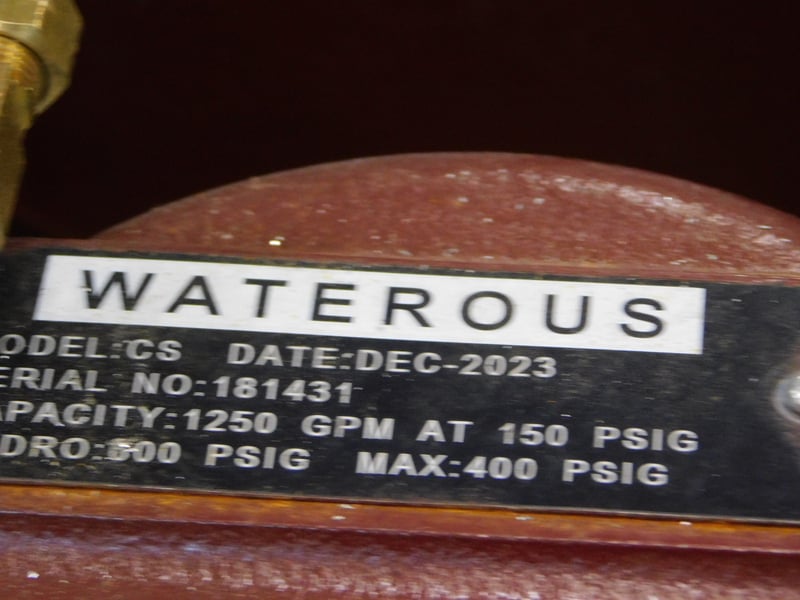 WATEROUS
ODEL:CS DATE:DEC-2023
ERIAL NO:181431
APACITY:1250 GPM AT 150 PSIG
DRO:600 PSIG MAX:400 PSIG